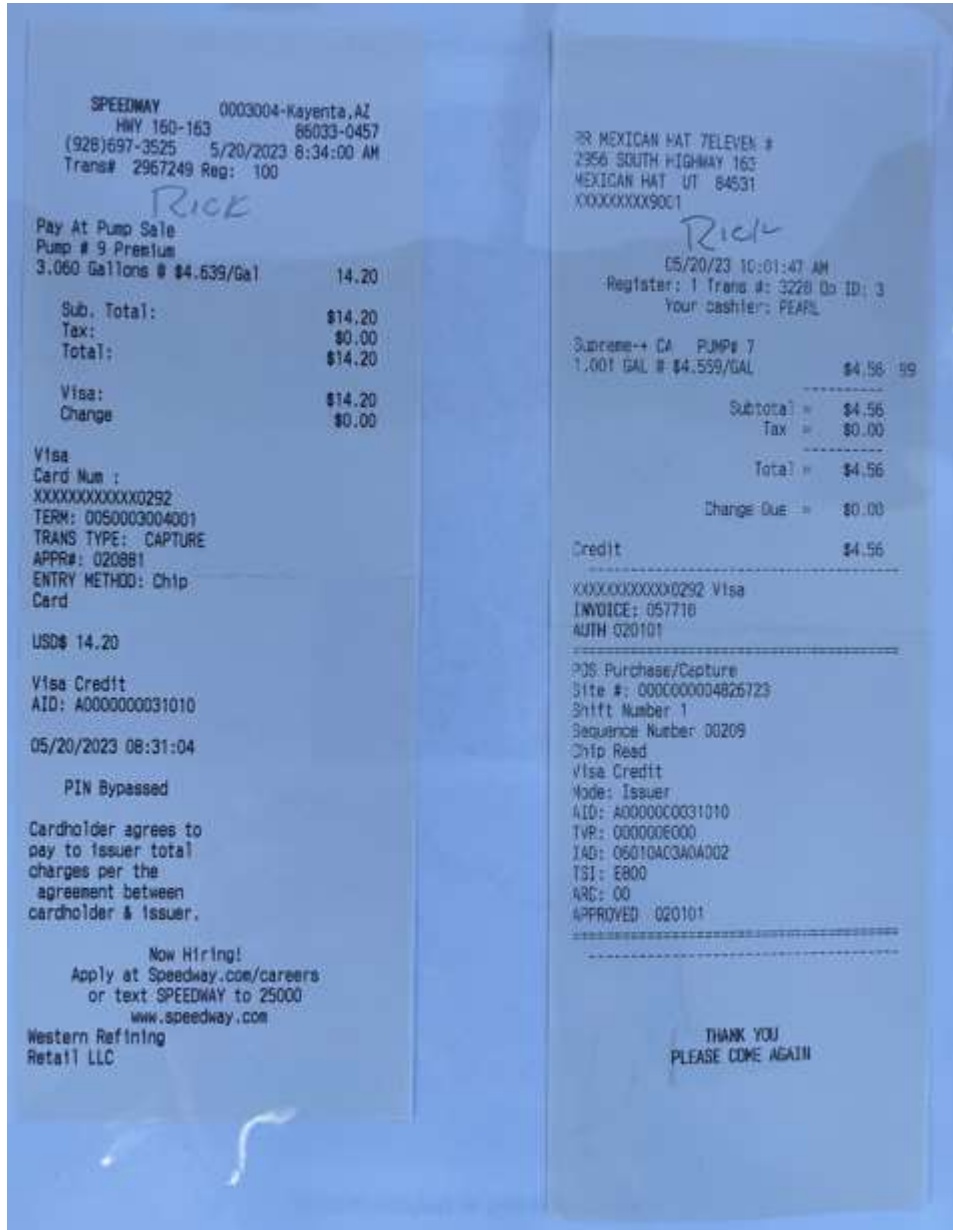 SPEEDWAY 0003004-Kayenta,AZ
HWY 160-163 86033-0457
(928)697-3525 5/20/2023 8:34:00 AM
Trans# 2967249 Reg: 100
RICK
Pay At Pump Sale
Pump # 9 Premium
3.060 Gallons @ $4.639/Gal 14.20
Sub. Total: $14.20
Tax: $0.00
Total: $14.20
Visa: $14.20
Change $0.00
Visa
Card Num :
XXXXXXXXXXXX0292
TERM: 0050003004001
TRANS TYPE: CAPTURE
APPR#: 020881
ENTRY METHOD: Chip
Card
USD$ 14.20
Visa Credit
AID: A0000000031010
05/20/2023 08:31:04
PIN Bypassed
Cardholder agrees to
pay to issuer total
charges per the
agreement between
cardholder & issuer.
Now Hiring!
Apply at Speedway.com/careers
or text SPEEDWAY to 25000
www.speedway.com
Western Refining
Retail LLC
RR MEXICAN HAT 7ELEVEN #
2956 SOUTH HIGHWAY 163
MEXICAN HAT UT 84531
XXXXXXXXX9001
Rick
05/20/23 10:01:47 AM
Register: 1 Trans #: 3228 Op ID: 3
Your cashier: PEARL
Supreme-+ CA PUMP# 7
1.001 GAL @ $4.559/GAL $4.56 99
Subtotal = $4.56
Tax = $0.00
Total = $4.56
Change Due = $0.00
Credit $4.56
XXXXXXXXXXXX0292 Visa
INVOICE: 057716
AUTH 020101
POS Purchase/Capture
Site #: 0000000004826723
Shift Number 1
Sequence Number 00209
Chip Read
Visa Credit
Mode: Issuer
AID: A0000000031010
TVR: 000000E000
IAD: 06010A03A0A002
TSI: E800
ARC: 00
APPROVED 020101
THANK YOU
PLEASE COME AGAIN